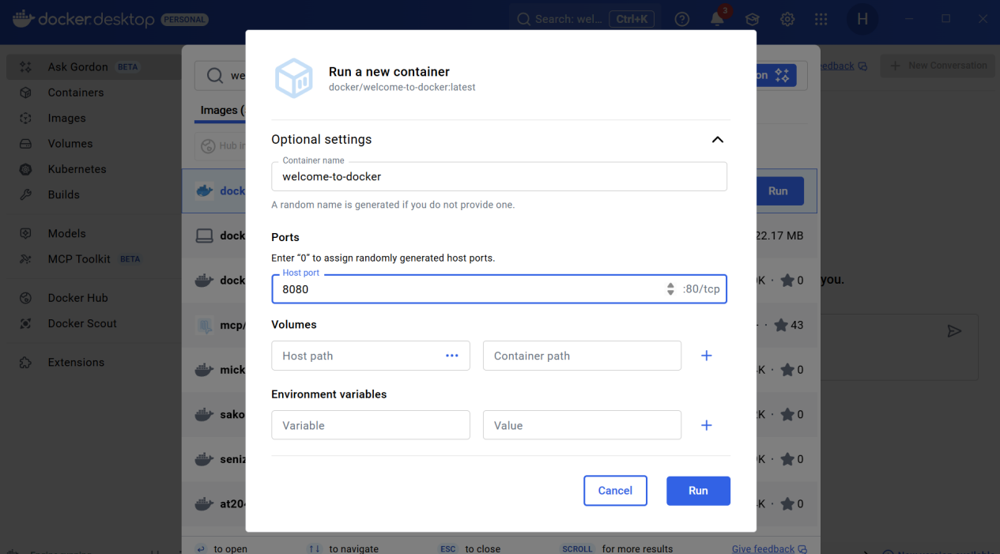 docker.desktop PERSONAL
Search: wel... Ctrl+K
3
H
Ask Gordon BETA
Containers
Images
Volumes
Kubernetes
Builds
Models
MCP Toolkit BETA
Docker Hub
Docker Scout
Extensions
we
Images (
Hub
dock
dock
dock
mcp/
mick
sako
seniz
Run a new container
docker/welcome-to-docker:latest
Optional settings
Container name
welcome-to-docker
A random name is generated if you do not provide one.
Ports
Enter “0” to assign randomly generated host ports.
Host port
8080 :80/tcp
Volumes
Host path Container path
Environment variables
Variable Value
Cancel Run
on
eedback
New Conversation
Run
22.17 MB
0
you.
43
0
0
0
0
to open
to navigate
ESC to close
SCROLL for more results
Give feedback